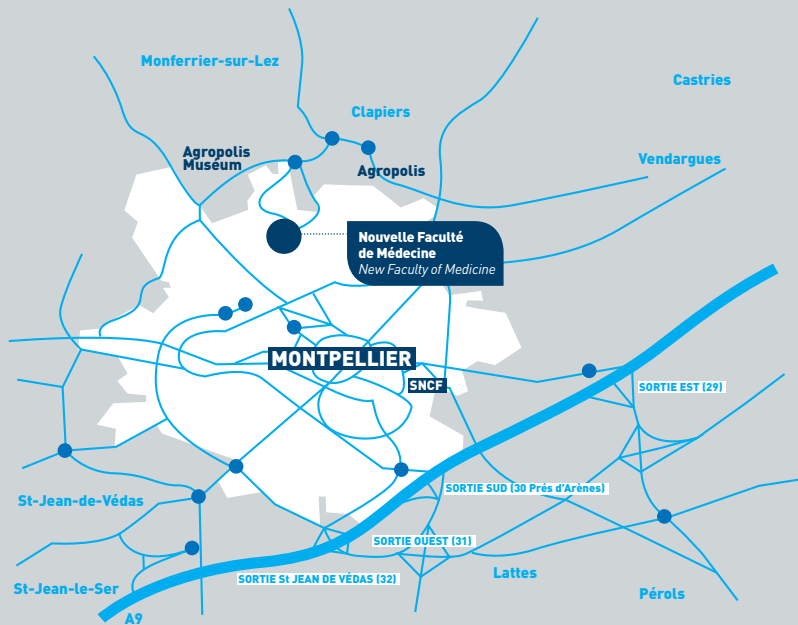 Monferrier-sur-Lez
Castries
Clapiers
Agropolis
Muséum
Vendargues
Agropolis
Nouvelle Faculté
de Médecine
New Faculty of Medicine
MONTPELLIER
SNCF
SORTIE EST (29)
SORTIE SUD (30 Prés d'Arènes)
St-Jean-de-Védas
SORTIE OUEST (31)
SORTIE St JEAN DE VÉDAS (32)
Lattes
St-Jean-le-Ser
Pérols
A9